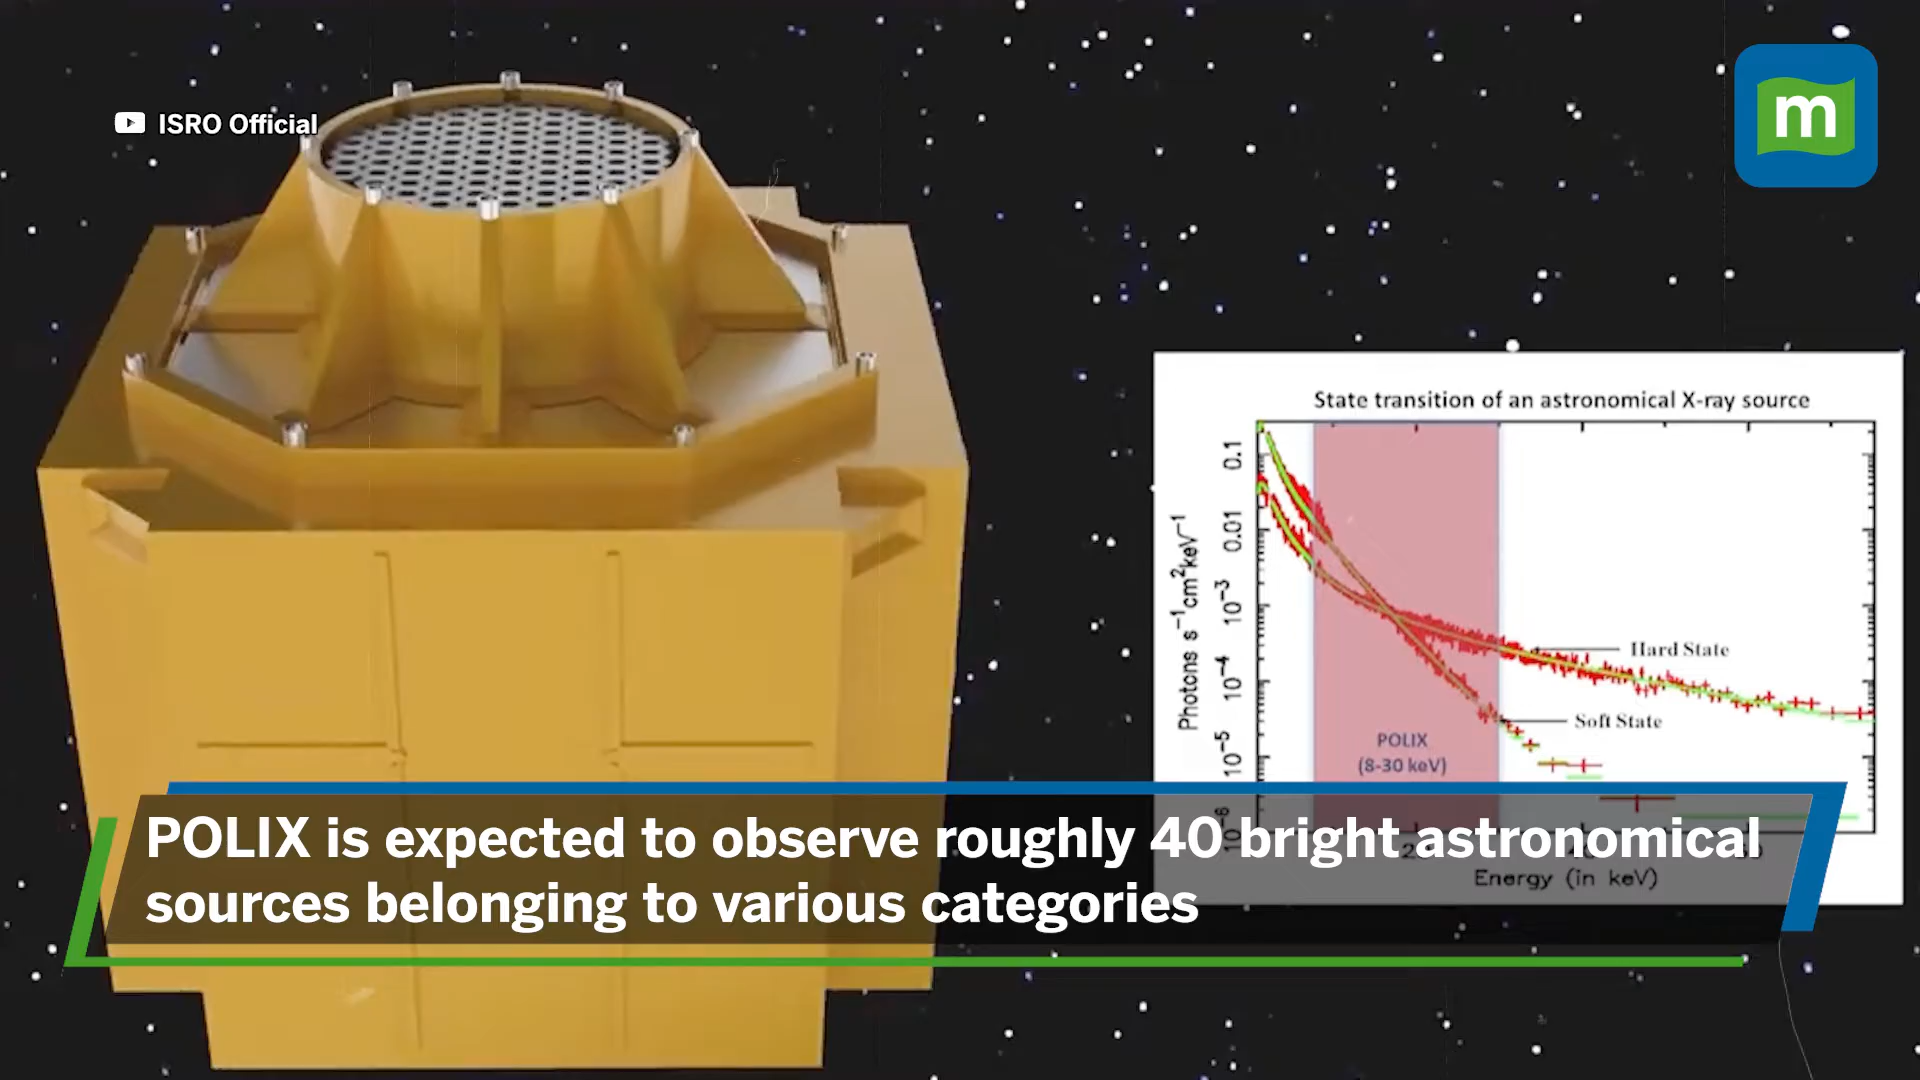 ISRO Official
m
State transition of an astronomical X-ray source
0.1
0.01
10⁻³
10⁻⁴
10⁻⁵
Photons s⁻¹cm²keV⁻¹
Hard State
Soft State
POLIX
(8-30 keV)
POLIX is expected to observe roughly 40 bright astronomical
sources belonging to various categories
Energy (in keV)